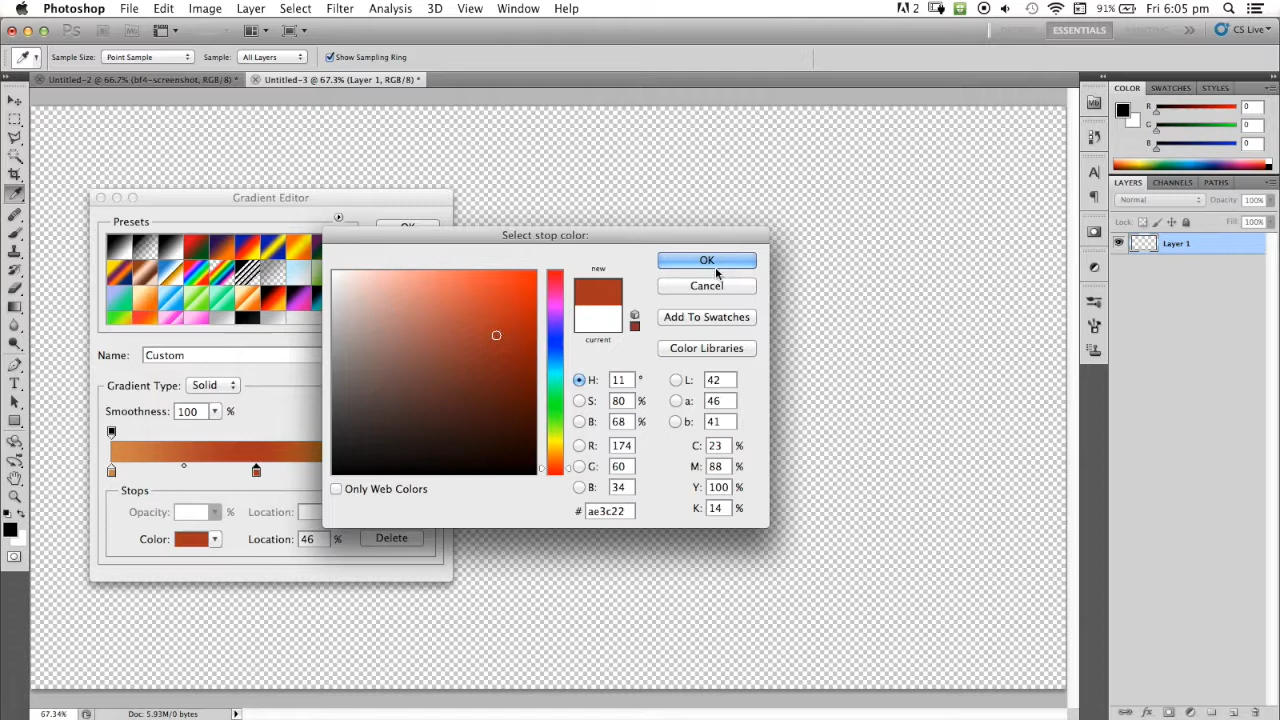 Photoshop File Edit Image Layer Select Filter Analysis 3D View Window Help 2 91% Fri 6:05 pm
Ps Mb ESSENTIALS CS Live
Sample Size: Point Sample Sample: All Layers Show Sampling Ring
Untitled-2 @ 66.7% (bf4-screenshot, RGB/8) * Untitled-3 @ 67.3% (Layer 1, RGB/8) *
COLOR SWATCHES STYLES
R 0
G 0
B 0
LAYERS CHANNELS PATHS
Normal Opacity: 100%
Lock: Fill: 100%
Layer 1
Gradient Editor
Presets
OK
Name: Custom
Gradient Type: Solid
Smoothness: 100 %
Stops
Opacity: % Location:
Color: Location: 46 % Delete
Select stop color:
new
current
OK
Cancel
Add To Swatches
Color Libraries
H: 11 ° L: 42
S: 80 % a: 46
B: 68 % b: 41
R: 174 C: 23 %
G: 60 M: 88 %
B: 34 Y: 100 %
# ae3c22 K: 14 %
Only Web Colors
67.34% Doc: 5.93M/0 bytes